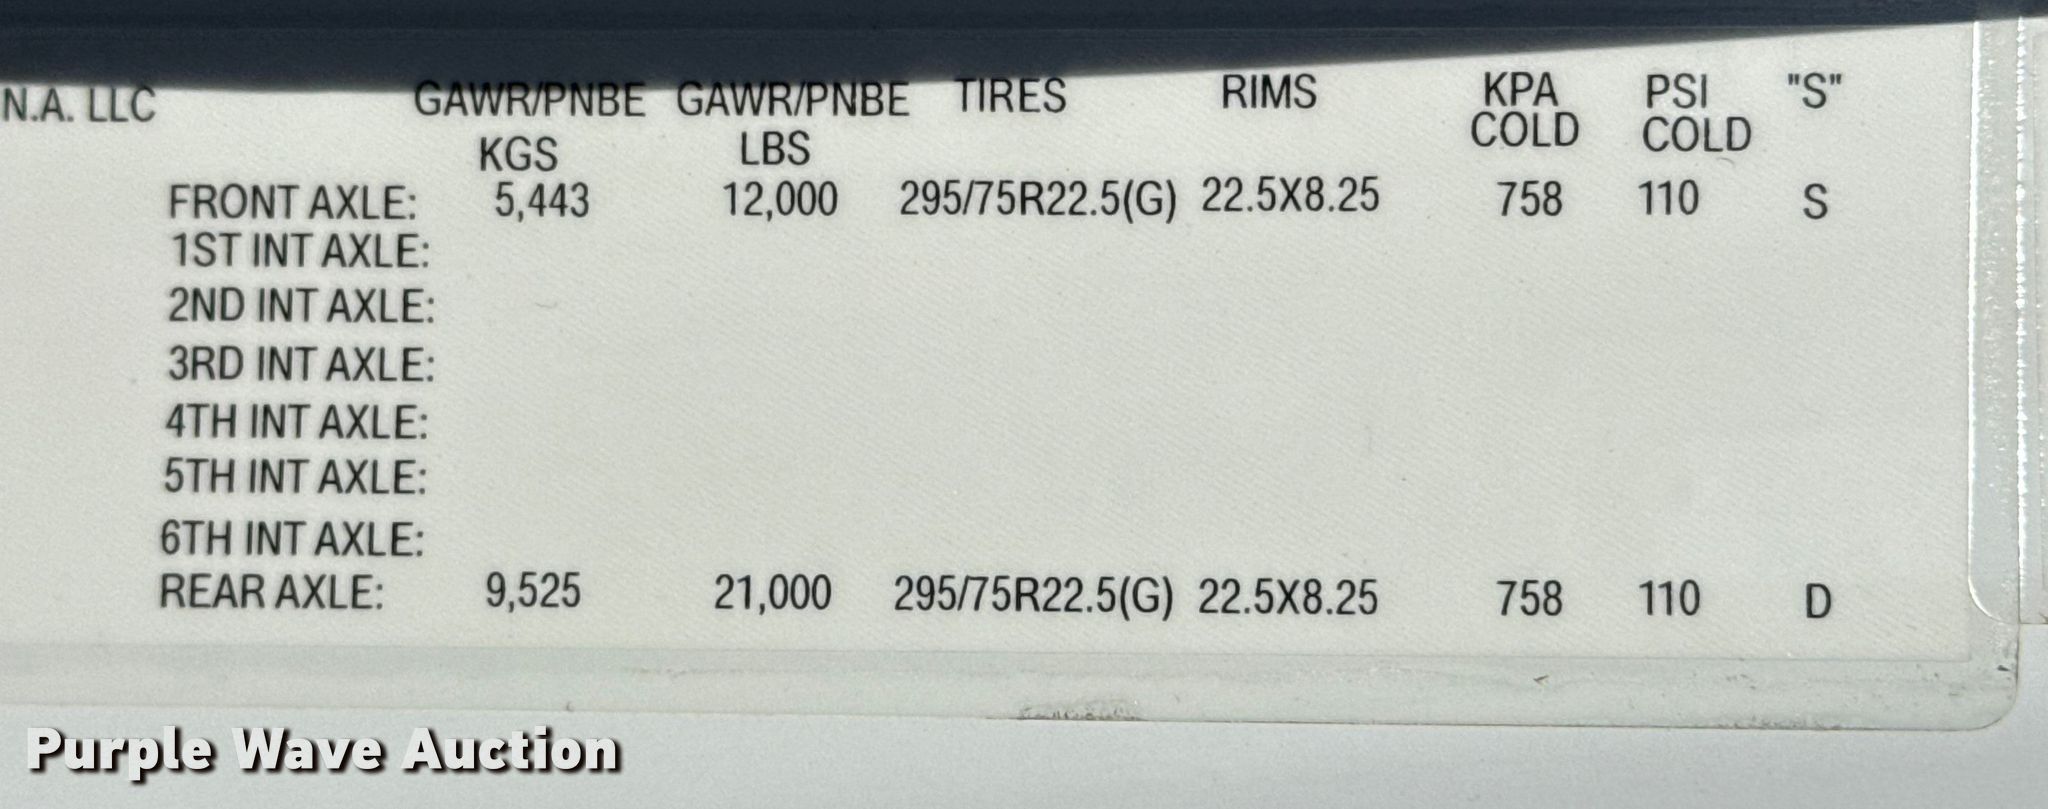 N.A. LLC GAWR/PNBE GAWR/PNBE TIRES RIMS KPA PSI "S"
KGS LBS COLD COLD
FRONT AXLE: 5,443 12,000 295/75R22.5(G) 22.5X8.25 758 110 S
1ST INT AXLE:
2ND INT AXLE:
3RD INT AXLE:
4TH INT AXLE:
5TH INT AXLE:
6TH INT AXLE:
REAR AXLE: 9,525 21,000 295/75R22.5(G) 22.5X8.25 758 110 D
Purple Wave Auction